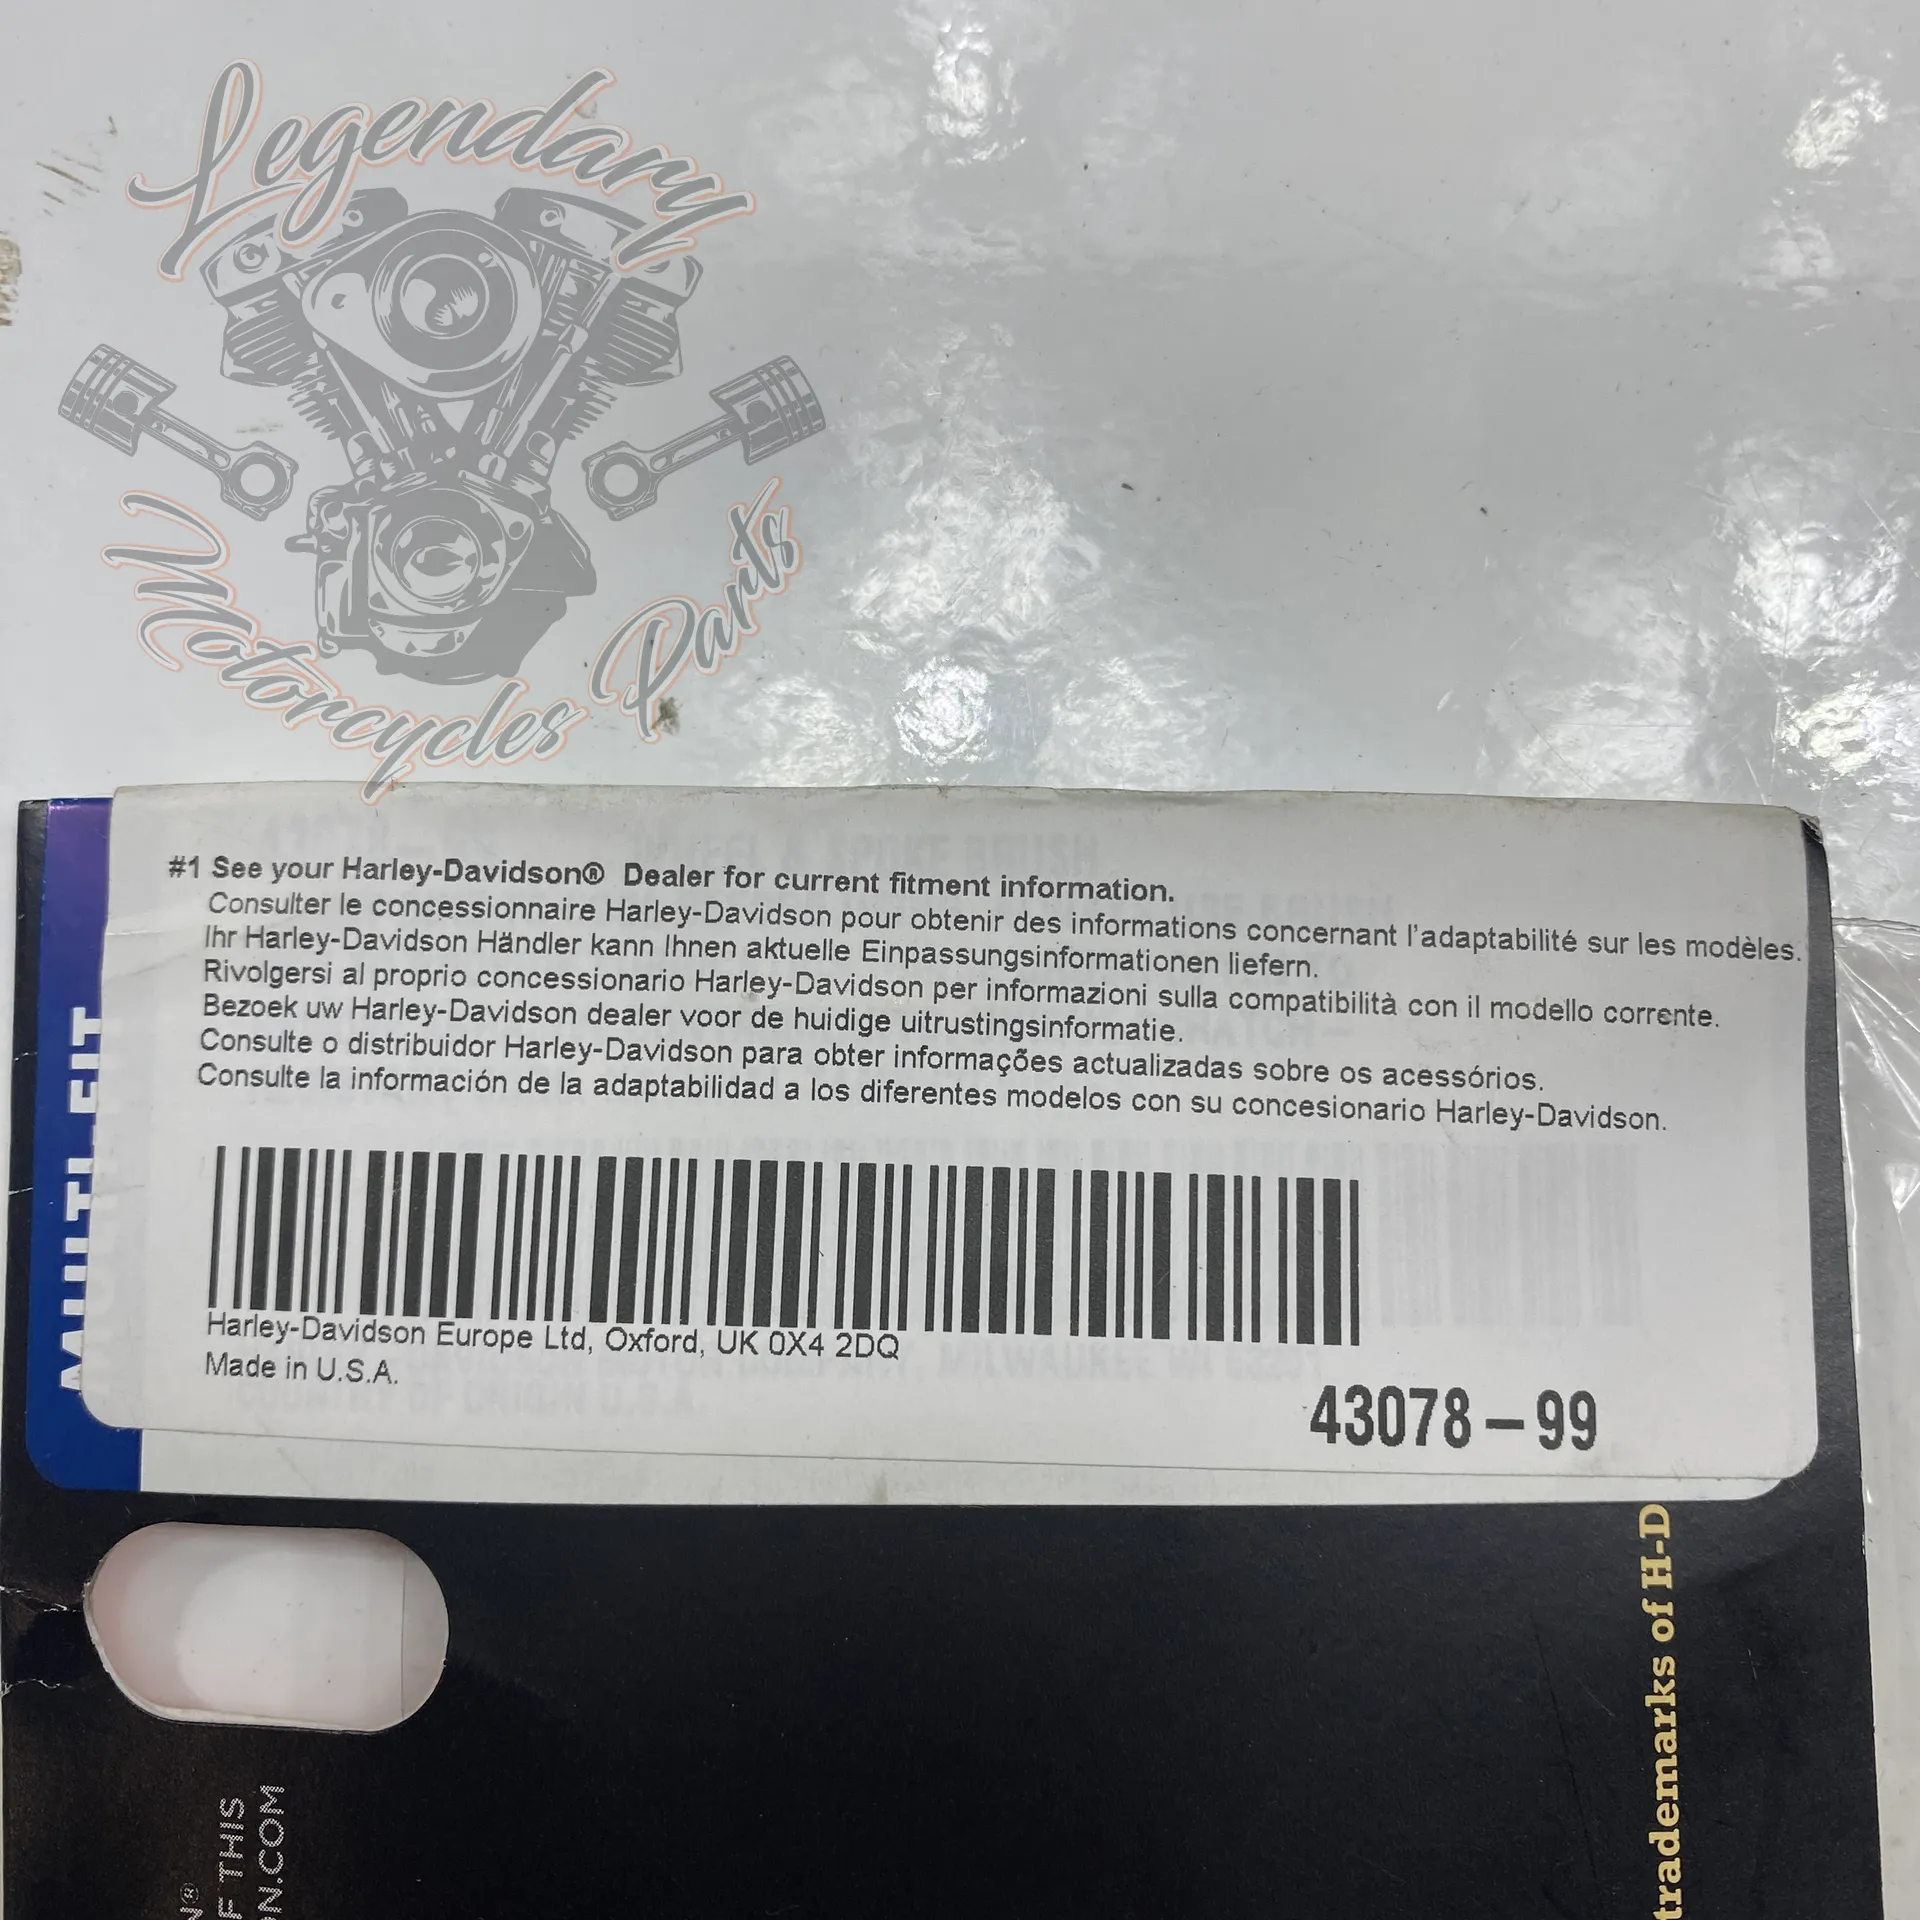 Legendary
Motorcycles Parts
#1 See your Harley-Davidson® Dealer for current fitment information.
Consulter le concessionnaire Harley-Davidson pour obtenir des informations concernant l'adaptabilité sur les modèles.
Ihr Harley-Davidson Händler kann Ihnen aktuelle Einpassungsinformationen liefern.
Rivolgersi al proprio concessionario Harley-Davidson per informazioni sulla compatibilità con il modello corrente.
Bezoek uw Harley-Davidson dealer voor de huidige uitrustingsinformatie.
Consulte o distribuidor Harley-Davidson para obter informações actualizadas sobre os acessórios.
Consulte la información de la adaptabilidad a los diferentes modelos con su concesionario Harley-Davidson.
Harley-Davidson Europe Ltd, Oxford, UK 0X4 2DQ
Made in U.S.A.
43078-99
MULTI-FIT
trademarks of H-D
THIS
.COM